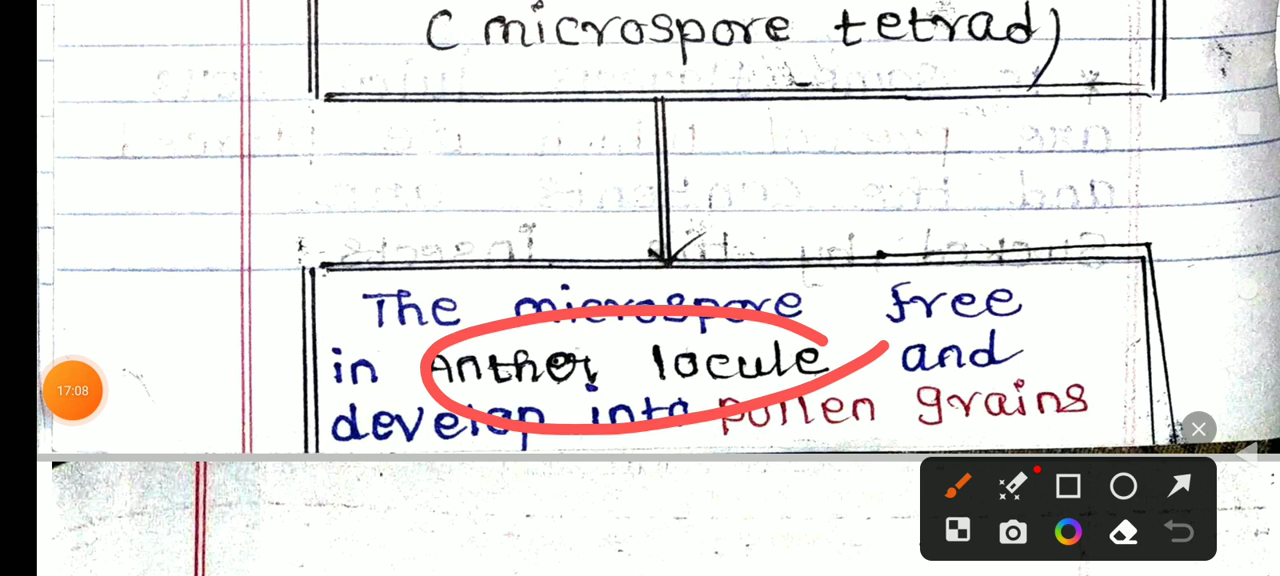 ( microspore tetrad)
The microspore free
in Anther locule and
develop into pollen grains
17:08